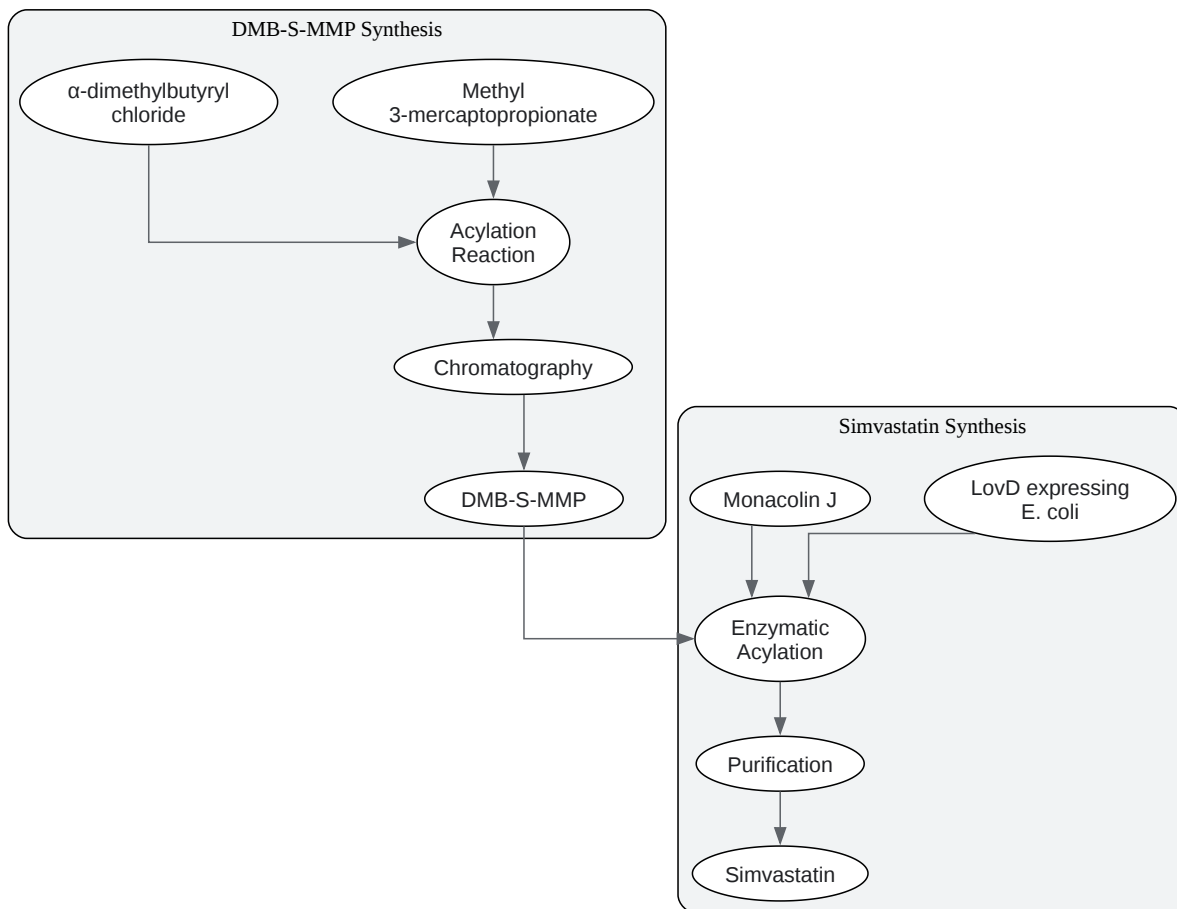 DMB-S-MMP Synthesis
α-dimethylbutyryl
chloride
Methyl
3-mercaptopropionate
Acylation
Reaction
Chromatography
DMB-S-MMP
Simvastatin Synthesis
Monacolin J
LovD expressing
E. coli
Enzymatic
Acylation
Purification
Simvastatin